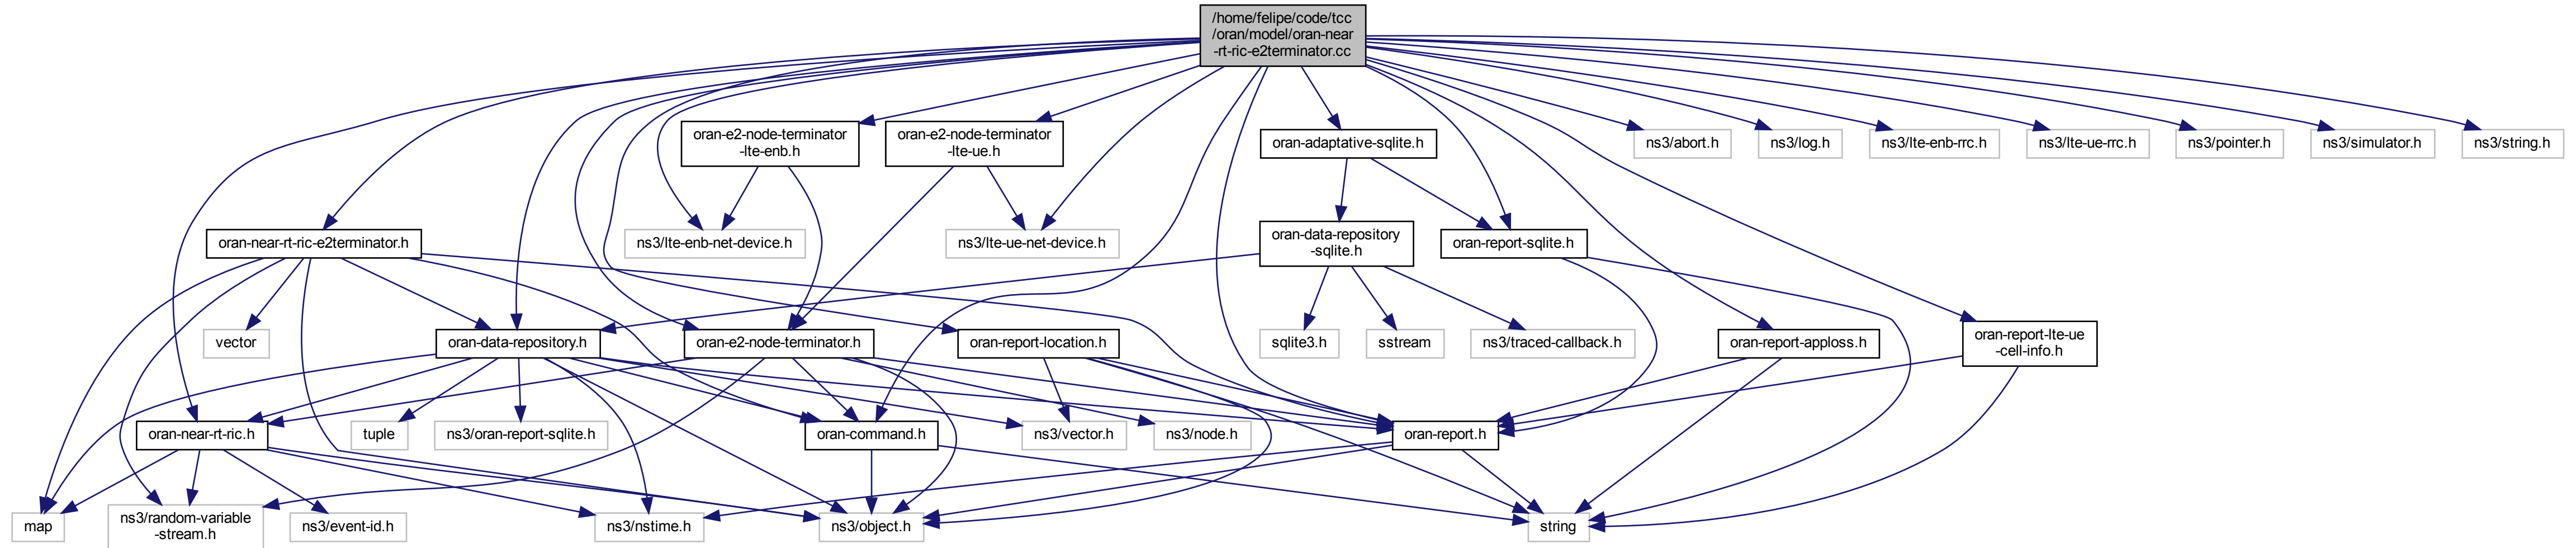 /home/felipe/code/tcc
/oran/model/oran-near
-rt-ric-e2terminator.cc
oran-e2-node-terminator
-lte-enb.h
oran-e2-node-terminator
-lte-ue.h
oran-adaptative-sqlite.h
ns3/abort.h
ns3/log.h
ns3/lte-enb-rrc.h
ns3/lte-ue-rrc.h
ns3/pointer.h
ns3/simulator.h
ns3/string.h
oran-near-rt-ric-e2terminator.h
ns3/lte-enb-net-device.h
ns3/lte-ue-net-device.h
oran-data-repository
-sqlite.h
oran-report-sqlite.h
vector
oran-data-repository.h
oran-e2-node-terminator.h
oran-report-location.h
sqlite3.h
sstream
ns3/traced-callback.h
oran-report-apploss.h
oran-report-lte-ue
-cell-info.h
oran-near-rt-ric.h
tuple
ns3/oran-report-sqlite.h
oran-command.h
ns3/vector.h
ns3/node.h
oran-report.h
map
ns3/random-variable
-stream.h
ns3/event-id.h
ns3/nstime.h
ns3/object.h
string